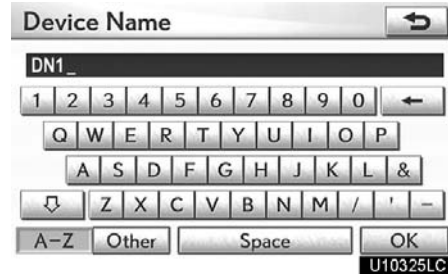 Device Name
DN1_
1 2 3 4 5 6 7 8 9 0
Q W E R T Y U I O P
A S D F G H J K L &
Z X C V B N M / ' -
A-Z Other Space OK
U10325LC